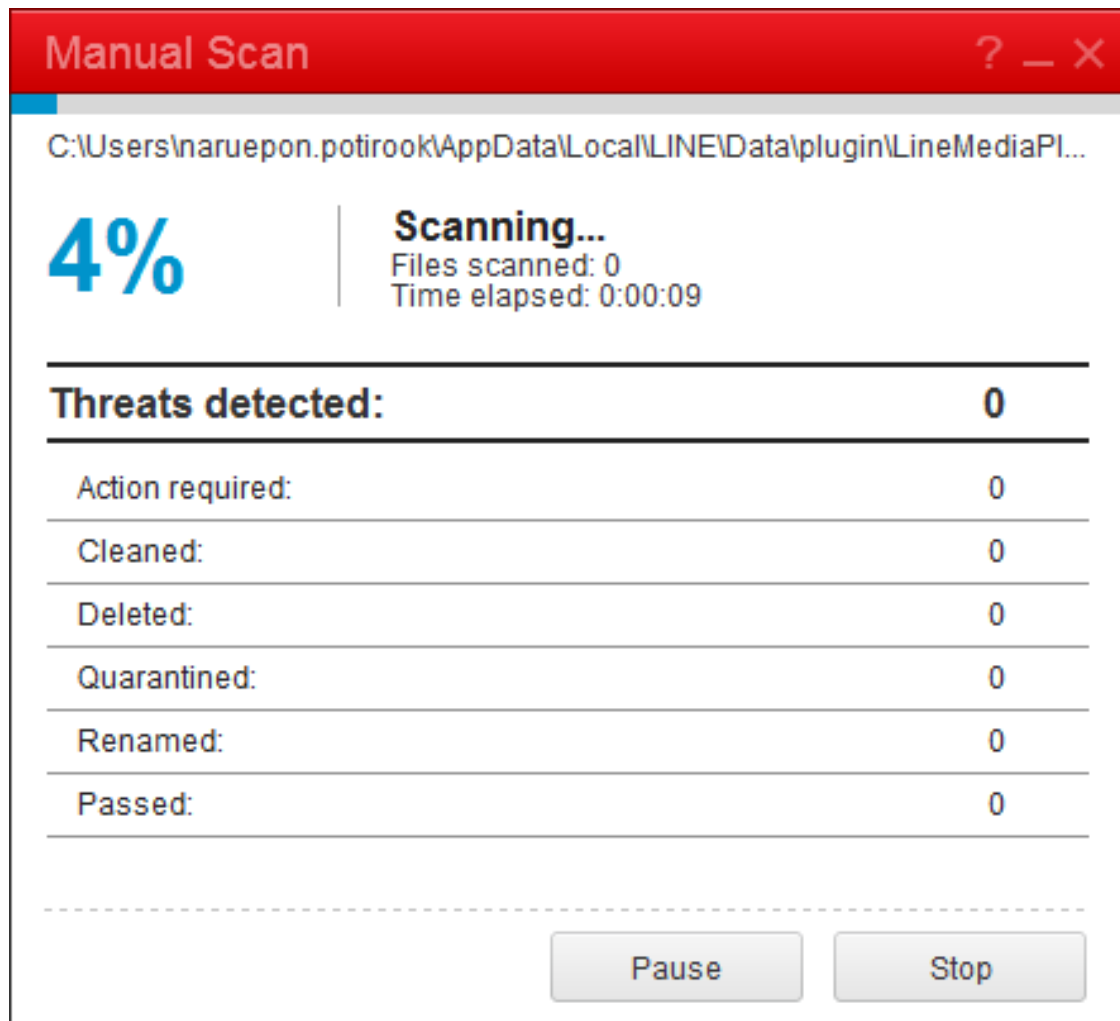 Manual Scan
C:\Users\naruepon.potirook\AppData\Local\LINE\Data\plugin\LineMediaPl...
4%
Scanning...
Files scanned: 0
Time elapsed: 0:00:09
Threats detected: 0
Action required: 0
Cleaned: 0
Deleted: 0
Quarantined: 0
Renamed: 0
Passed: 0
Pause Stop